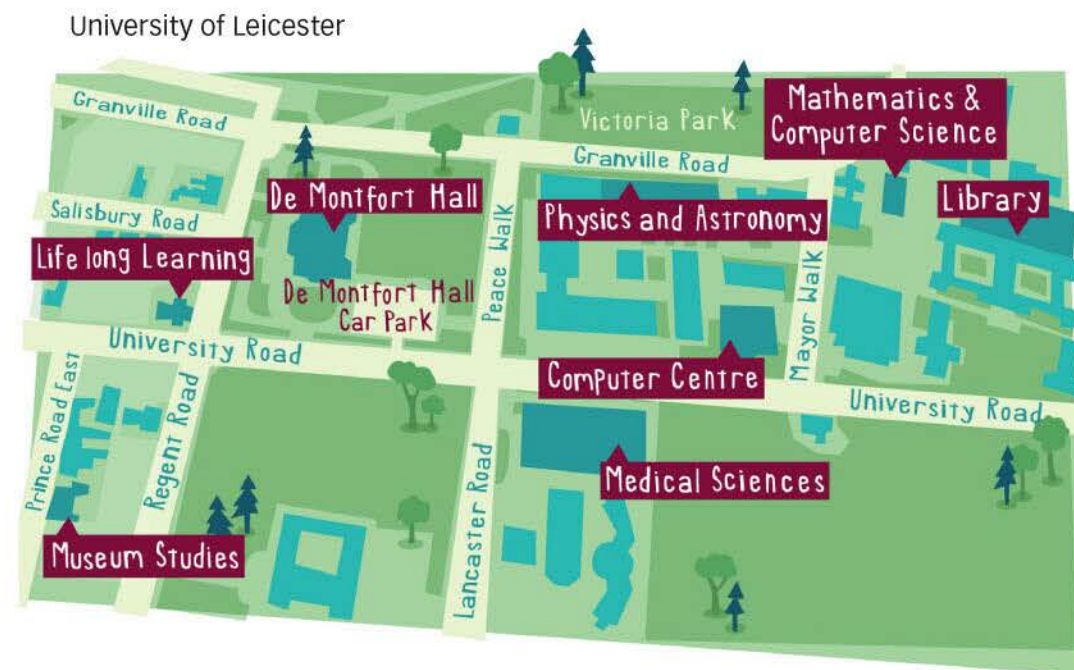 University of Leicester
Granville Road
Victoria Park
Mathematics &
Computer Science
Granville Road
De Montfort Hall
Library
Salisbury Road
Physics and Astronomy
Peace Walk
Life long Learning
De Montfort Hall
Car Park
Mayor Walk
University Road
Computer Centre
University Road
Prince Road East
Regent Road
Medical Sciences
Lancaster Road
Museum Studies